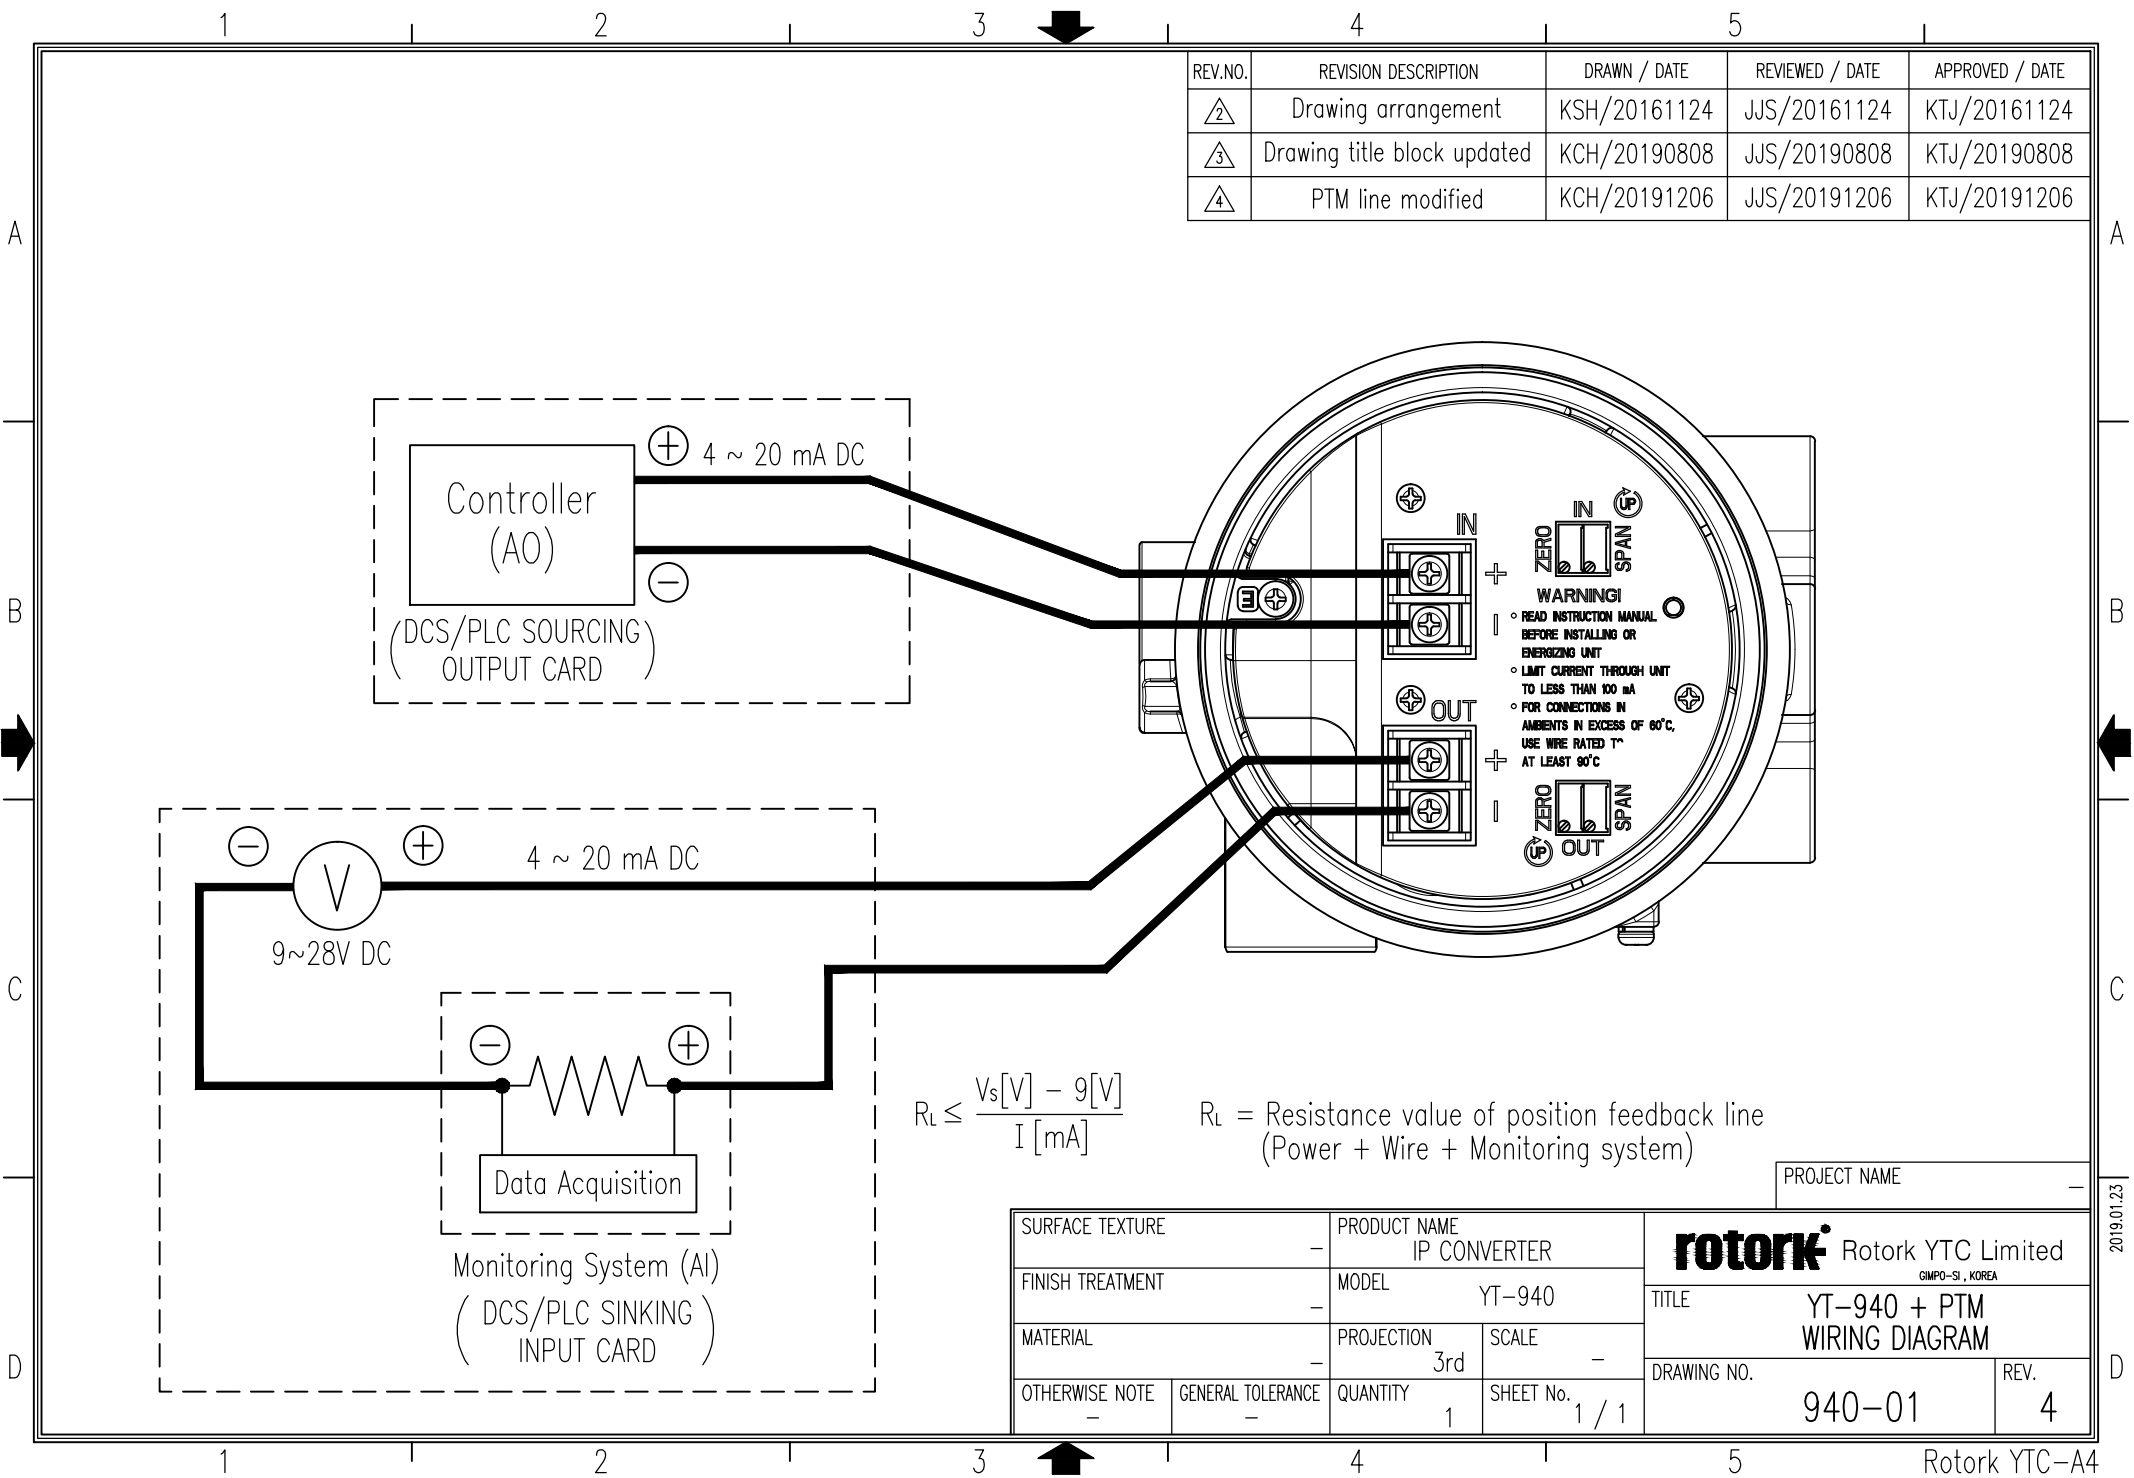 1 2 3 4 5
REV.NO. REVISION DESCRIPTION DRAWN / DATE REVIEWED / DATE APPROVED / DATE
2 Drawing arrangement KSH/20161124 JJS/20161124 KTJ/20161124
3 Drawing title block updated KCH/20190808 JJS/20190808 KTJ/20190808
4 PTM line modified KCH/20191206 JJS/20191206 KTJ/20191206
A A
+ 4 ~ 20 mA DC
Controller
(AO)
−
(DCS/PLC SOURCING
OUTPUT CARD)
IN
+
−
E
IN UP
ZERO SPAN
WARNING!
○ READ INSTRUCTION MANUAL
BEFORE INSTALLING OR
ENERGIZING UNIT
○ LIMIT CURRENT THROUGH UNIT
TO LESS THAN 100 mA
○ FOR CONNECTIONS IN
AMBIENTS IN EXCESS OF 60°C,
USE WIRE RATED
AT LEAST 90°C
OUT
+
−
ZERO SPAN
UP OUT
B B
− + 4 ~ 20 mA DC
V
9~28V DC
C C
− +
Data Acquisition
Monitoring System (AI)
(DCS/PLC SINKING
INPUT CARD)
RL ≤ Vs[V] − 9[V]
I [mA]
RL = Resistance value of position feedback line
(Power + Wire + Monitoring system)
PROJECT NAME −
2019.01.23
SURFACE TEXTURE −
FINISH TREATMENT −
MATERIAL −
OTHERWISE NOTE −
GENERAL TOLERANCE −
PRODUCT NAME
IP CONVERTER
MODEL YT−940
PROJECTION 3rd
SCALE −
QUANTITY 1
SHEET No. 1 / 1
rotork Rotork YTC Limited
GIMPO−SI , KOREA
TITLE YT−940 + PTM
WIRING DIAGRAM
DRAWING NO. 940−01
REV. 4
D D
1 2 3 4 5
Rotork YTC−A4